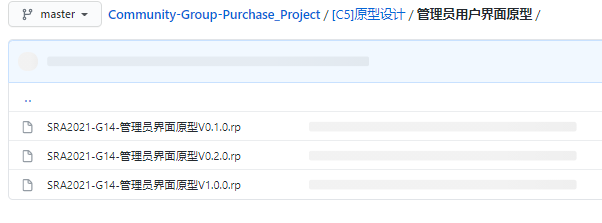 master Community-Group-Purchase_Project / [C5]原型设计 / 管理员用户界面原型 /
..
SRA2021-G14-管理员界面原型V0.1.0.rp
SRA2021-G14-管理员界面原型V0.2.0.rp
SRA2021-G14-管理员界面原型V1.0.0.rp